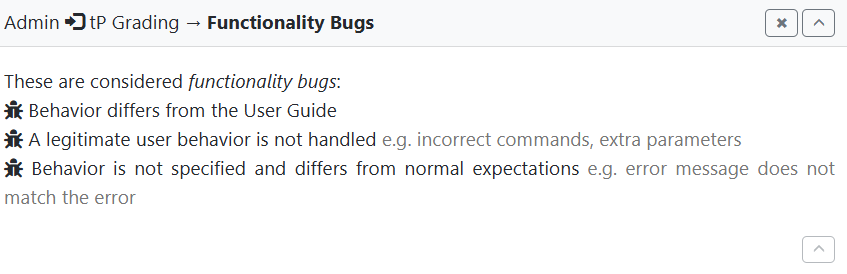 Admin tP Grading → Functionality Bugs
These are considered functionality bugs:
Behavior differs from the User Guide
A legitimate user behavior is not handled e.g. incorrect commands, extra parameters
Behavior is not specified and differs from normal expectations e.g. error message does not
match the error